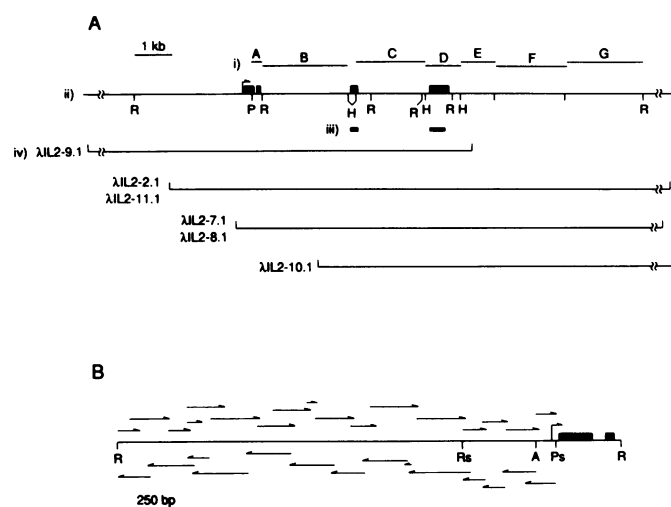 A
1 kb
i) A B C D E F G
ii) R P R H R R H R H R
iii)
iv) λIL2-9.1
λIL2-2.1
λIL2-11.1
λIL2-7.1
λIL2-8.1
λIL2-10.1
B
R Rs A Ps R
250 bp